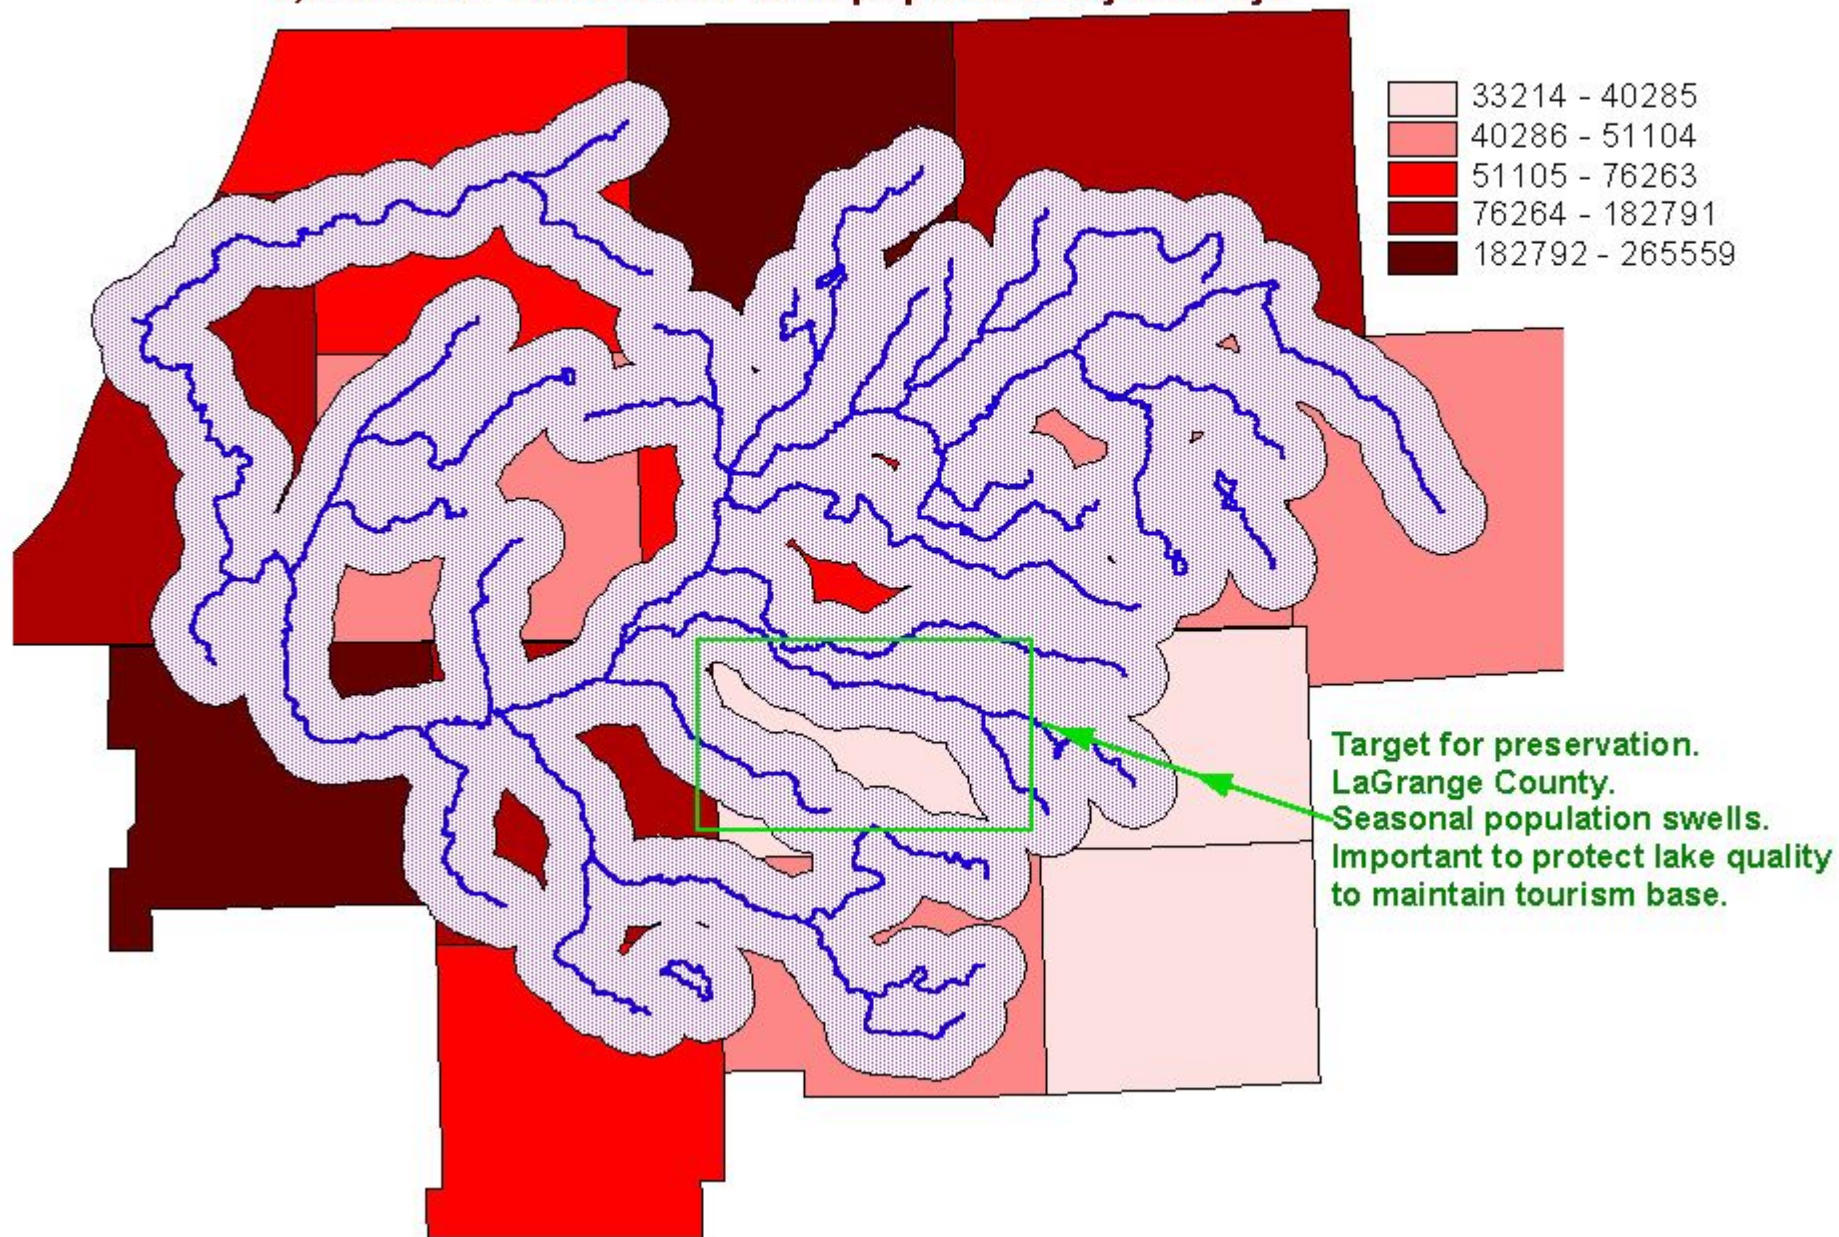 33214 - 40285
40286 - 51104
51105 - 76263
76264 - 182791
182792 - 265559
Target for preservation.
LaGrange County.
Seasonal population swells.
Important to protect lake quality
to maintain tourism base.